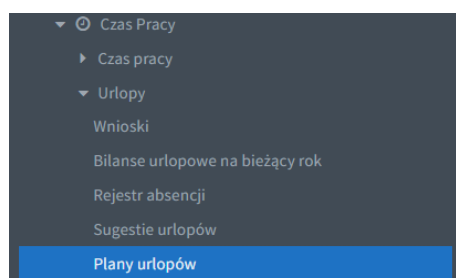 Czas Pracy
Czas pracy
Urlopy
Wnioski
Bilanse urlopowe na bieżący rok
Rejestr absencji
Sugestie urlopów
Plany urlopów